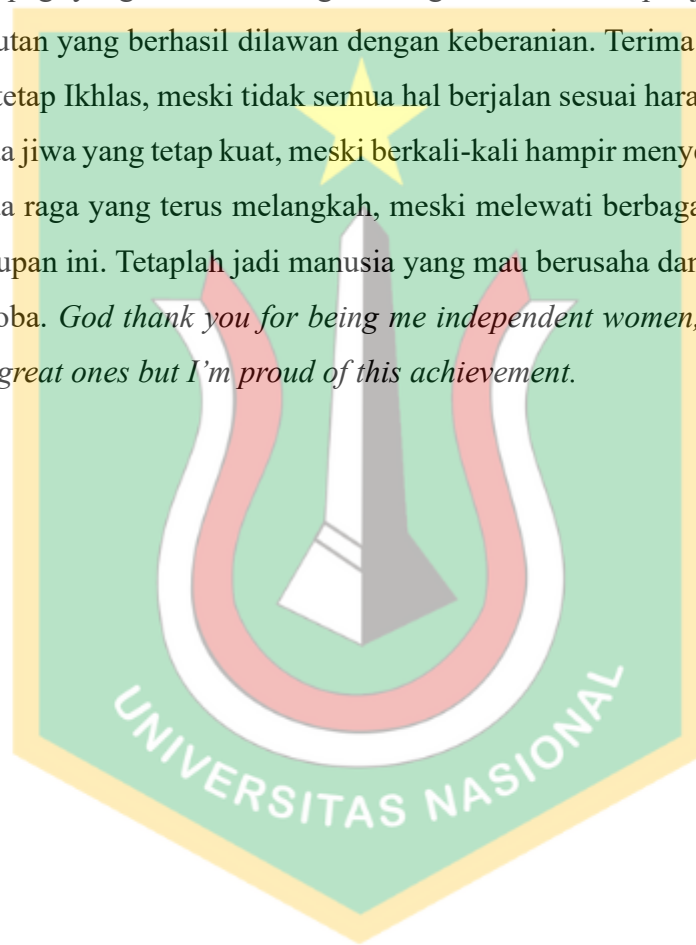 utan yang berhasil dilawan dengan keberanian. Terima
tetap Ikhlas, meski tidak semua hal berjalan sesuai hara
a jiwa yang tetap kuat, meski berkali-kali hampir menye
a raga yang terus melangkah, meski melewati berbaga
upan ini. Tetaplah jadi manusia yang mau berusaha dan
oba. God thank you for being me independent women,
great ones but I’m proud of this achievement.
UNIVERSITAS NASIONAL